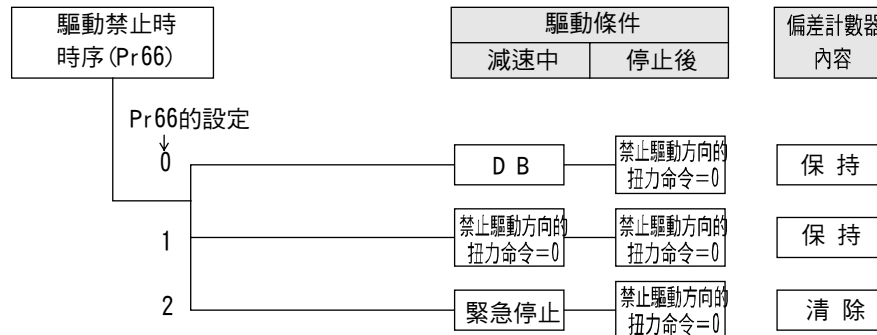 驅動禁止時
時序(Pr66)
驅動條件
減速中
停止後
偏差計數器
內容
Pr66的設定
0
D B
禁止驅動方向的
扭力命令=0
保 持
1
禁止驅動方向的
扭力命令=0
禁止驅動方向的
扭力命令=0
保 持
2
緊急停止
禁止驅動方向的
扭力命令=0
清 除